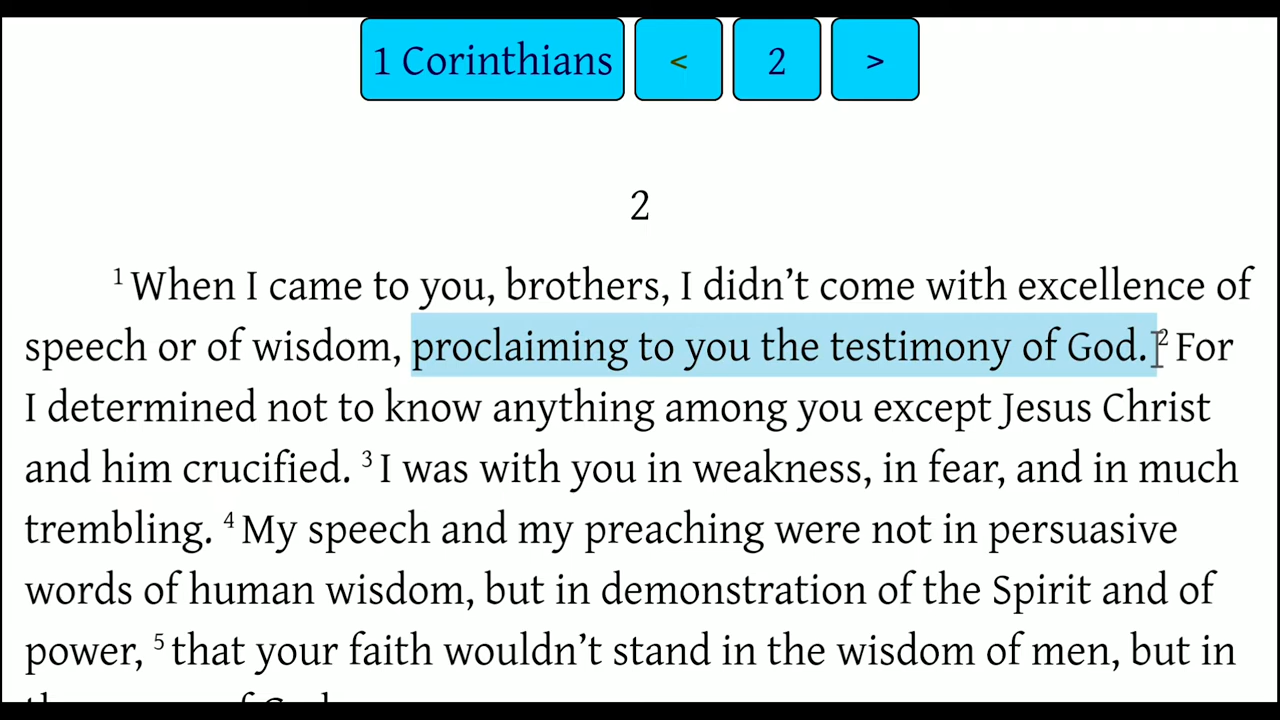 1 Corinthians < 2 >
2
1 When I came to you, brothers, I didn’t come with excellence of
speech or of wisdom, proclaiming to you the testimony of God. 2 For
I determined not to know anything among you except Jesus Christ
and him crucified. 3 I was with you in weakness, in fear, and in much
trembling. 4 My speech and my preaching were not in persuasive
words of human wisdom, but in demonstration of the Spirit and of
power, 5 that your faith wouldn’t stand in the wisdom of men, but in